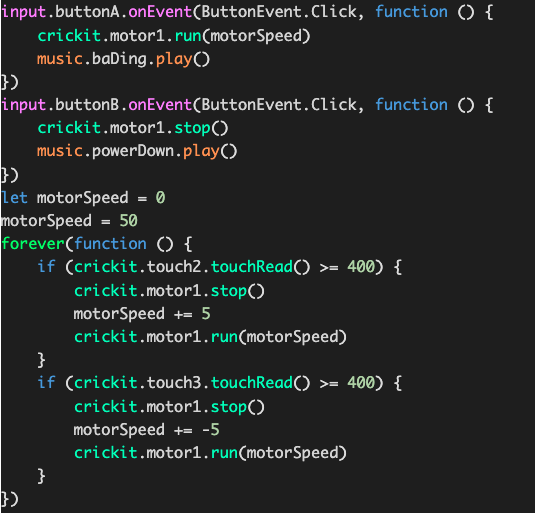 input.buttonA.onEvent(ButtonEvent.Click, function () {
    crickit.motor1.run(motorSpeed)
    music.baDing.play()
})
input.buttonB.onEvent(ButtonEvent.Click, function () {
    crickit.motor1.stop()
    music.powerDown.play()
})
let motorSpeed = 0
motorSpeed = 50
forever(function () {
    if (crickit.touch2.touchRead() >= 400) {
        crickit.motor1.stop()
        motorSpeed += 5
        crickit.motor1.run(motorSpeed)
    }
    if (crickit.touch3.touchRead() >= 400) {
        crickit.motor1.stop()
        motorSpeed += -5
        crickit.motor1.run(motorSpeed)
    }
})